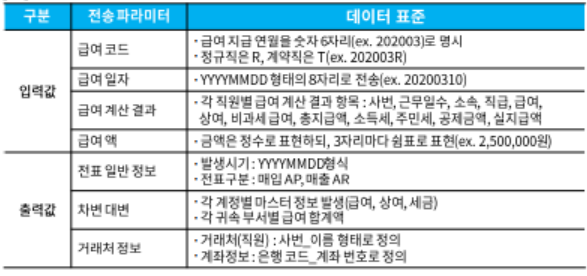 구분 전송 파라미터 데이터 표준
입력값
급여 코드
· 급여 지급 연월을 숫자 6자리(ex. 202003)로 명시
· 정규직은 R, 계약직은 T(ex. 202003R)
급여 일자
· YYYYMMDD 형태의 8자리로 전송(ex. 20200310)
급여 계산 결과
· 각 직원별 급여 계산 결과 항목 : 사번, 근무일수, 소속, 직급, 급여,
상여, 비과세 급여, 총지급액, 소득세, 주민세, 공제금액, 실지급액
급여 액
· 금액은 정수로 표현하되, 3자리마다 쉼표로 표현(ex. 2,500,000원)
출력값
전표 일반 정보
· 발생시기 : YYYYMMDD형식
· 전표구분 : 매입 AP, 매출 AR
차변 대변
· 각 계정별 마스터 정보 발생(급여, 상여, 세금)
· 각 귀속 부서별 급여 합계액
거래처 정보
· 거래처(직원) : 사번_이름 형태로 정의
· 계좌정보 : 은행 코드_계좌 번호로 정의